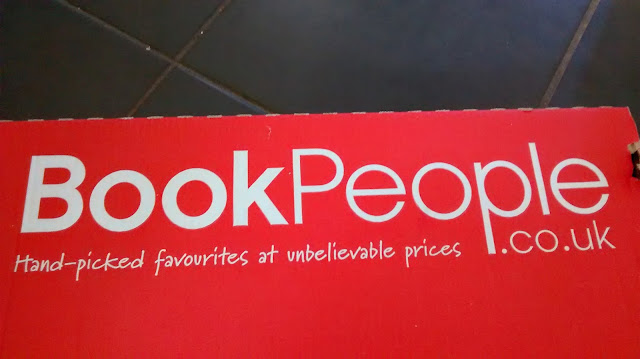 BookPeople
.co.uk
Hand-picked favourites at unbelievable prices